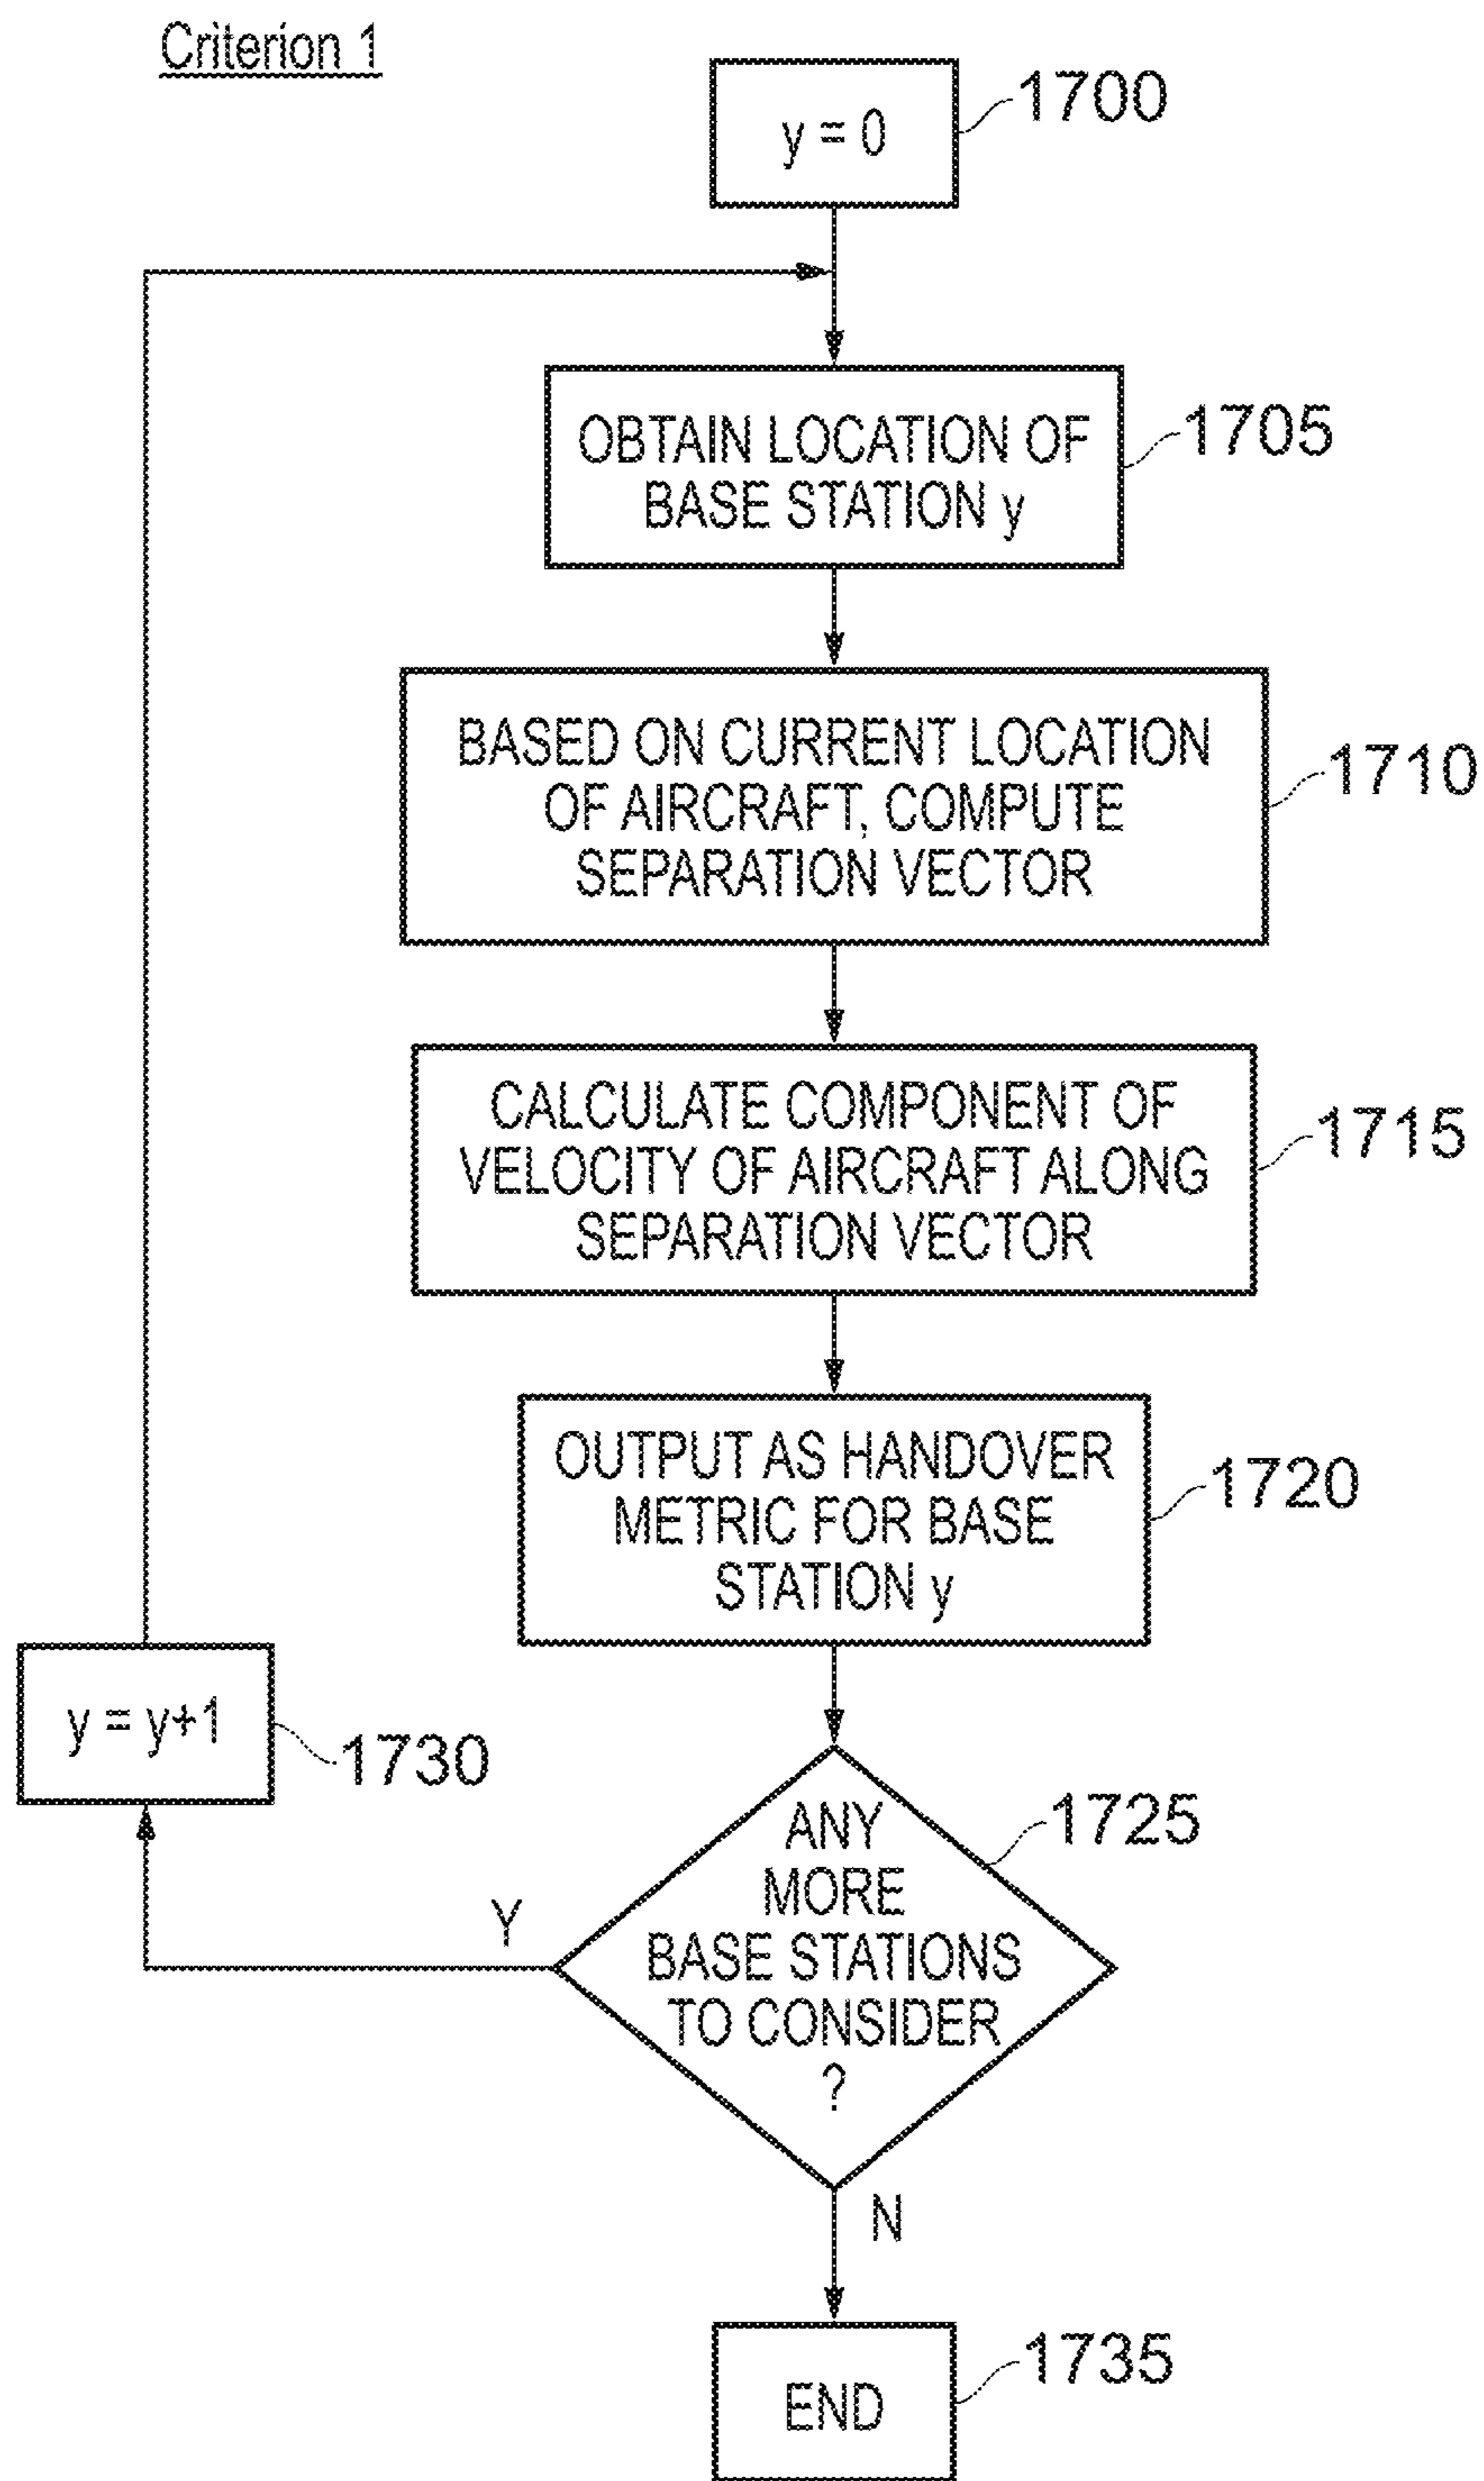 Criterion 1
y = 0
1700
OBTAIN LOCATION OF
BASE STATION y
1705
BASED ON CURRENT LOCATION
OF AIRCRAFT, COMPUTE
SEPARATION VECTOR
1710
CALCULATE COMPONENT OF
VELOCITY OF AIRCRAFT ALONG
SEPARATION VECTOR
1715
OUTPUT AS HANDOVER
METRIC FOR BASE
STATION y
1720
y = y+1
1730
ANY
MORE
BASE STATIONS
TO CONSIDER
?
1725
Y
N
END
1735